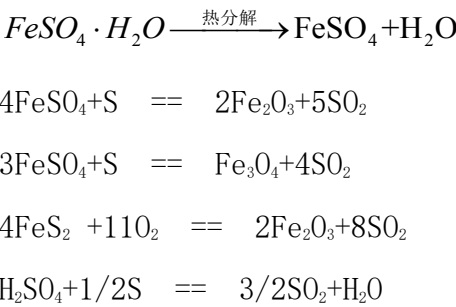 FeSO₄·H₂O —热分解→ FeSO₄+H₂O
4FeSO₄+S == 2Fe₂O₃+5SO₂
3FeSO₄+S == Fe₃O₄+4SO₂
4FeS₂ +11O₂ == 2Fe₂O₃+8SO₂
H₂SO₄+1/2S == 3/2SO₂+H₂O